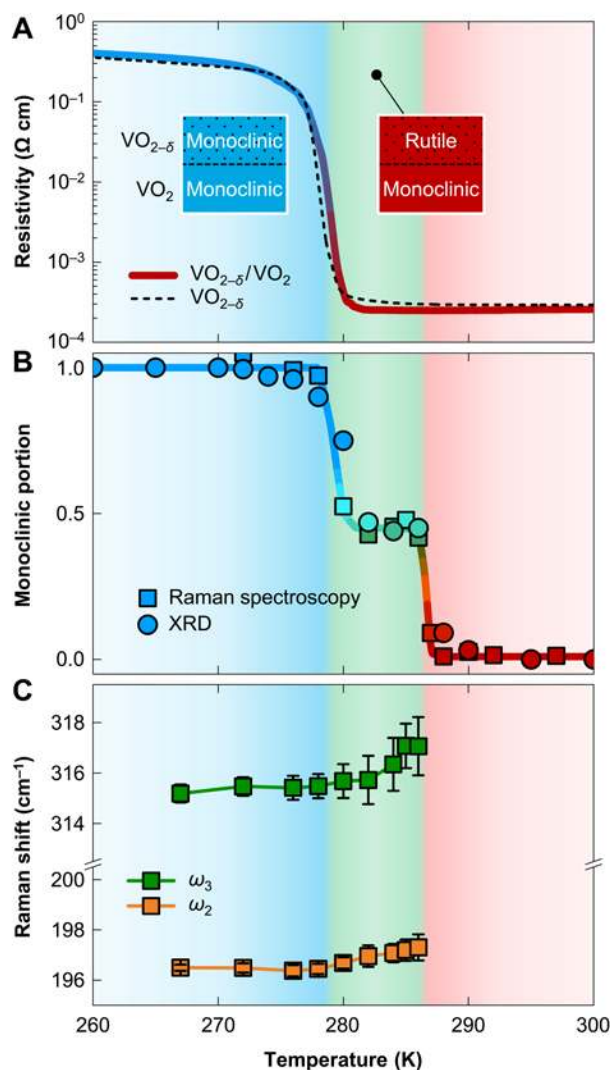 A
Resistivity (Ω cm)
10⁰
10⁻¹
10⁻²
10⁻³
10⁻⁴
VO₂₋δ
Monoclinic
VO₂
Monoclinic
Rutile
Monoclinic
VO₂₋δ/VO₂
VO₂₋δ
B
Monoclinic portion
1.0
0.5
0.0
Raman spectroscopy
XRD
C
Raman shift (cm⁻¹)
318
316
314
200
198
196
ω₃
ω₂
260
270
280
290
300
Temperature (K)